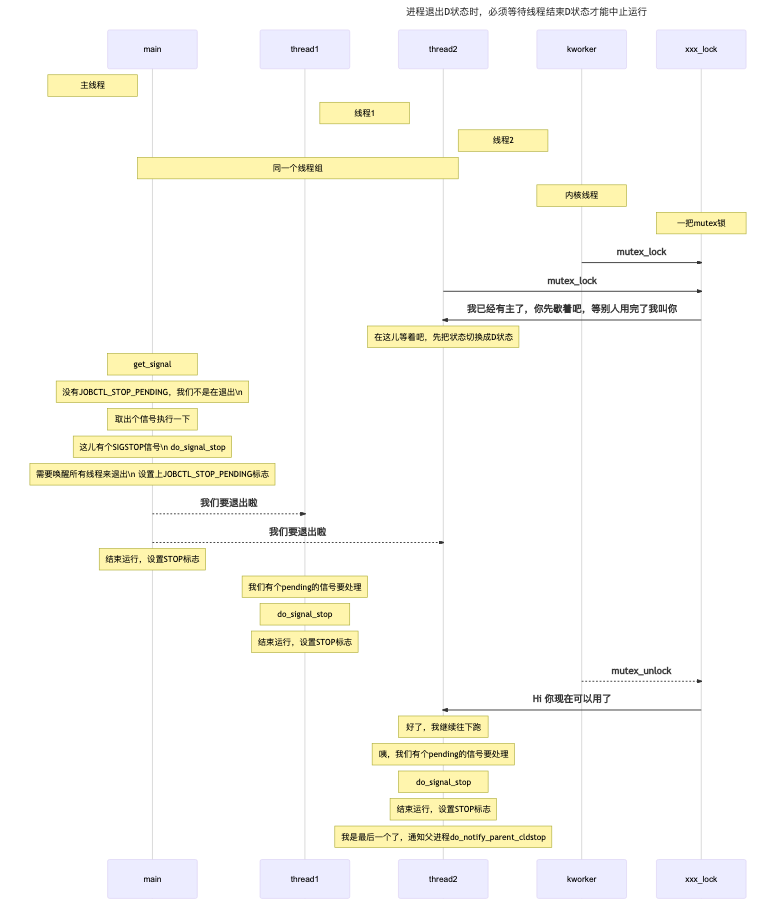 进程退出D状态时，必须等待线程结束D状态才能中止运行
main
thread1
thread2
kworker
xxx_lock
主线程
线程1
线程2
同一个线程组
内核线程
一把mutex锁
mutex_lock
mutex_lock
我已经有主了，你先歇着吧，等别人用完了我叫你
在这儿等着吧，先把状态切换成D状态
get_signal
没有JOBCTL_STOP_PENDING，我们不是在退出\n
取出个信号执行一下
这儿有个SIGSTOP信号\n do_signal_stop
需要唤醒所有线程来退出\n 设置上JOBCTL_STOP_PENDING标志
我们要退出啦
我们要退出啦
结束运行，设置STOP标志
我们有个pending的信号要处理
do_signal_stop
结束运行，设置STOP标志
mutex_unlock
Hi 你现在可以用了
好了，我继续往下跑
咦，我们有个pending的信号要处理
do_signal_stop
结束运行，设置STOP标志
我是最后一个了，通知父进程do_notify_parent_cldstop
main
thread1
thread2
kworker
xxx_lock